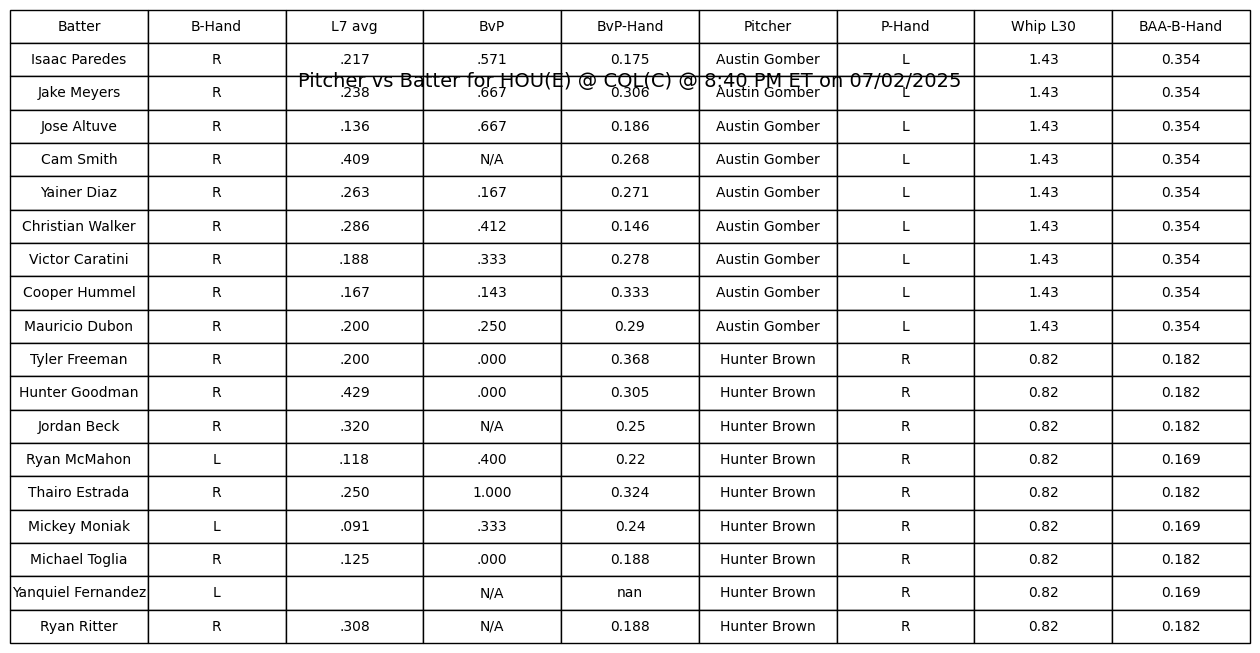 Batter B-Hand L7 avg BvP BvP-Hand Pitcher P-Hand Whip L30 BAA-B-Hand
Isaac Paredes R .217 .571 0.175 Austin Gomber L 1.43 0.354
Pitcher vs Batter for HOU(E) @ COL(C) @ 8:40 PM ET on 07/02/2025
Jake Meyers R .238 .667 0.306 Austin Gomber L 1.43 0.354
Jose Altuve R .136 .667 0.186 Austin Gomber L 1.43 0.354
Cam Smith R .409 N/A 0.268 Austin Gomber L 1.43 0.354
Yainer Diaz R .263 .167 0.271 Austin Gomber L 1.43 0.354
Christian Walker R .286 .412 0.146 Austin Gomber L 1.43 0.354
Victor Caratini R .188 .333 0.278 Austin Gomber L 1.43 0.354
Cooper Hummel R .167 .143 0.333 Austin Gomber L 1.43 0.354
Mauricio Dubon R .200 .250 0.29 Austin Gomber L 1.43 0.354
Tyler Freeman R .200 .000 0.368 Hunter Brown R 0.82 0.182
Hunter Goodman R .429 .000 0.305 Hunter Brown R 0.82 0.182
Jordan Beck R .320 N/A 0.25 Hunter Brown R 0.82 0.182
Ryan McMahon L .118 .400 0.22 Hunter Brown R 0.82 0.169
Thairo Estrada R .250 1.000 0.324 Hunter Brown R 0.82 0.182
Mickey Moniak L .091 .333 0.24 Hunter Brown R 0.82 0.169
Michael Toglia R .125 .000 0.188 Hunter Brown R 0.82 0.182
Yanquiel Fernandez L N/A nan Hunter Brown R 0.82 0.169
Ryan Ritter R .308 N/A 0.188 Hunter Brown R 0.82 0.182